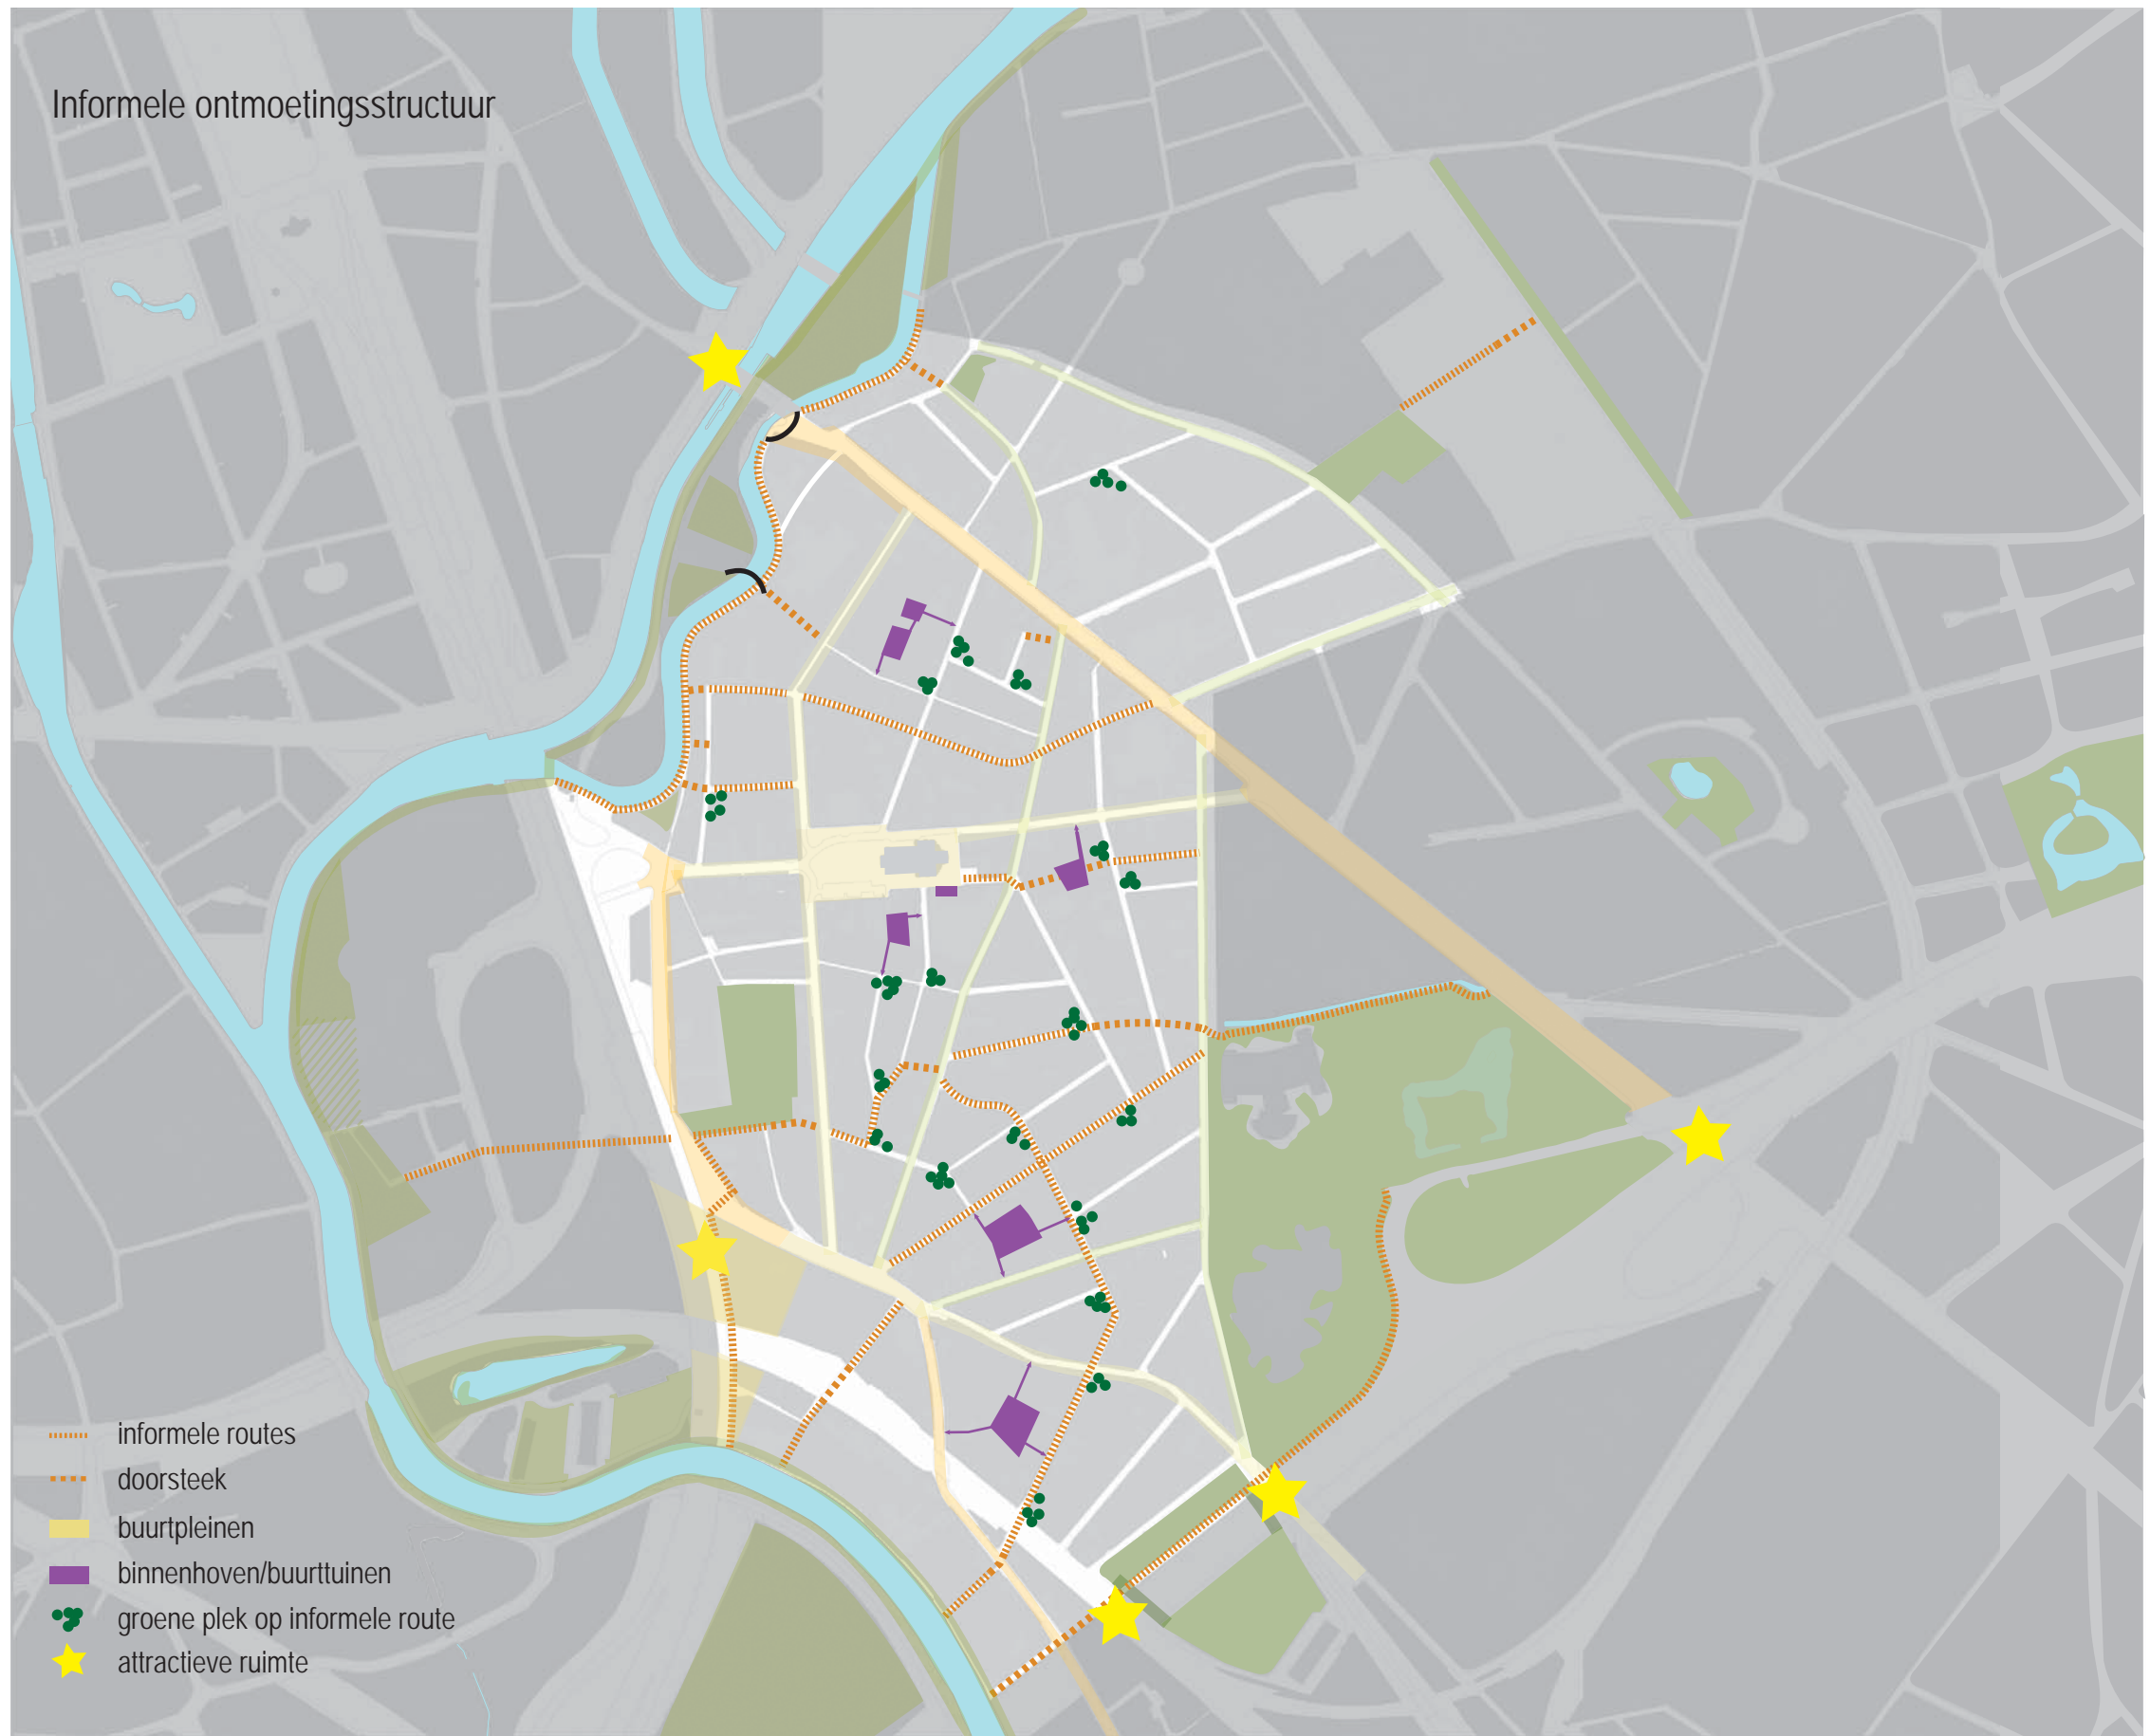 Informele ontmoetingsstructuur
informele routes
doorsteek
buurtpleinen
binnenhoven/buurttuinen
groene plek op informele route
attractieve ruimte